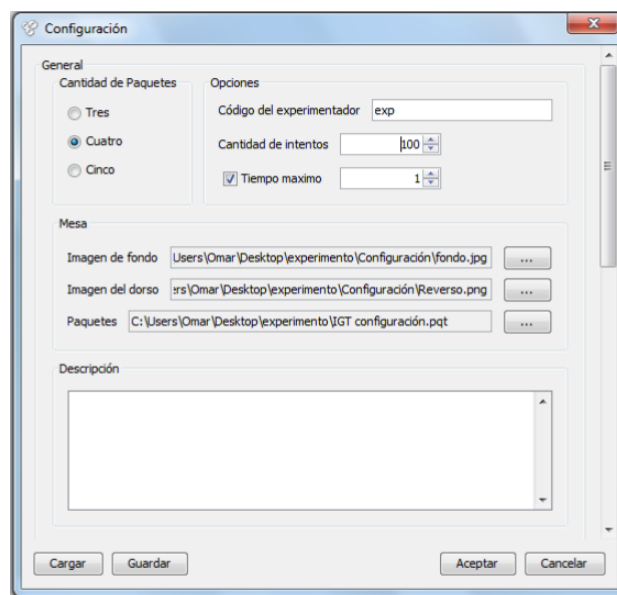 Configuración
General
Cantidad de Paquetes
Tres
Cuatro
Cinco
Opciones
Código del experimentador exp
Cantidad de intentos 100
Tiempo maximo 1
Mesa
Imagen de fondo Users\Omar\Desktop\experimento\Configuración\fondo.jpg ...
Imagen del dorso ers\Omar\Desktop\experimento\Configuración\Reverso.png ...
Paquetes C:\Users\Omar\Desktop\experimento\IGT configuración.pqt ...
Descripción
Cargar Guardar Aceptar Cancelar